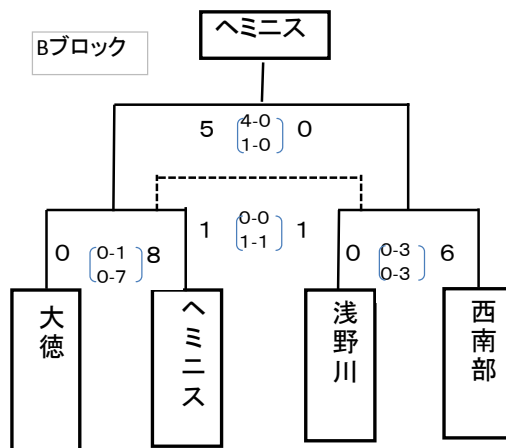 ヘミニス
Bブロック
５ 4-0 ０
1-0
１ 0-0 １
1-1
０ 0-1 ８
0-7
０ 0-3 ６
0-3
大徳
ヘミニス
浅野川
西南部